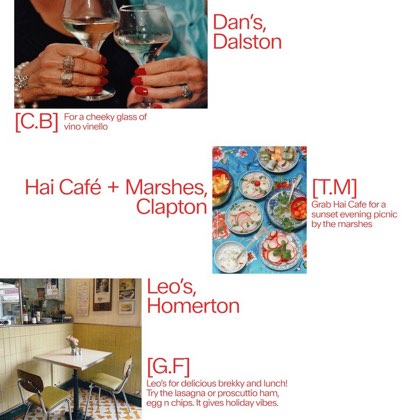 Dan's,
Dalston
[C.B]
For a cheeky glass of
vino vinello
Hai Café + Marshes,
Clapton
[T.M]
Grab Hai Cafe for a
sunset evening picnic
by the marshes
Leo's,
Homerton
[G.F]
Leo's for delicious brekky and lunch!
Try the lasagna or proscuttio ham,
egg n chips. It gives holiday vibes.